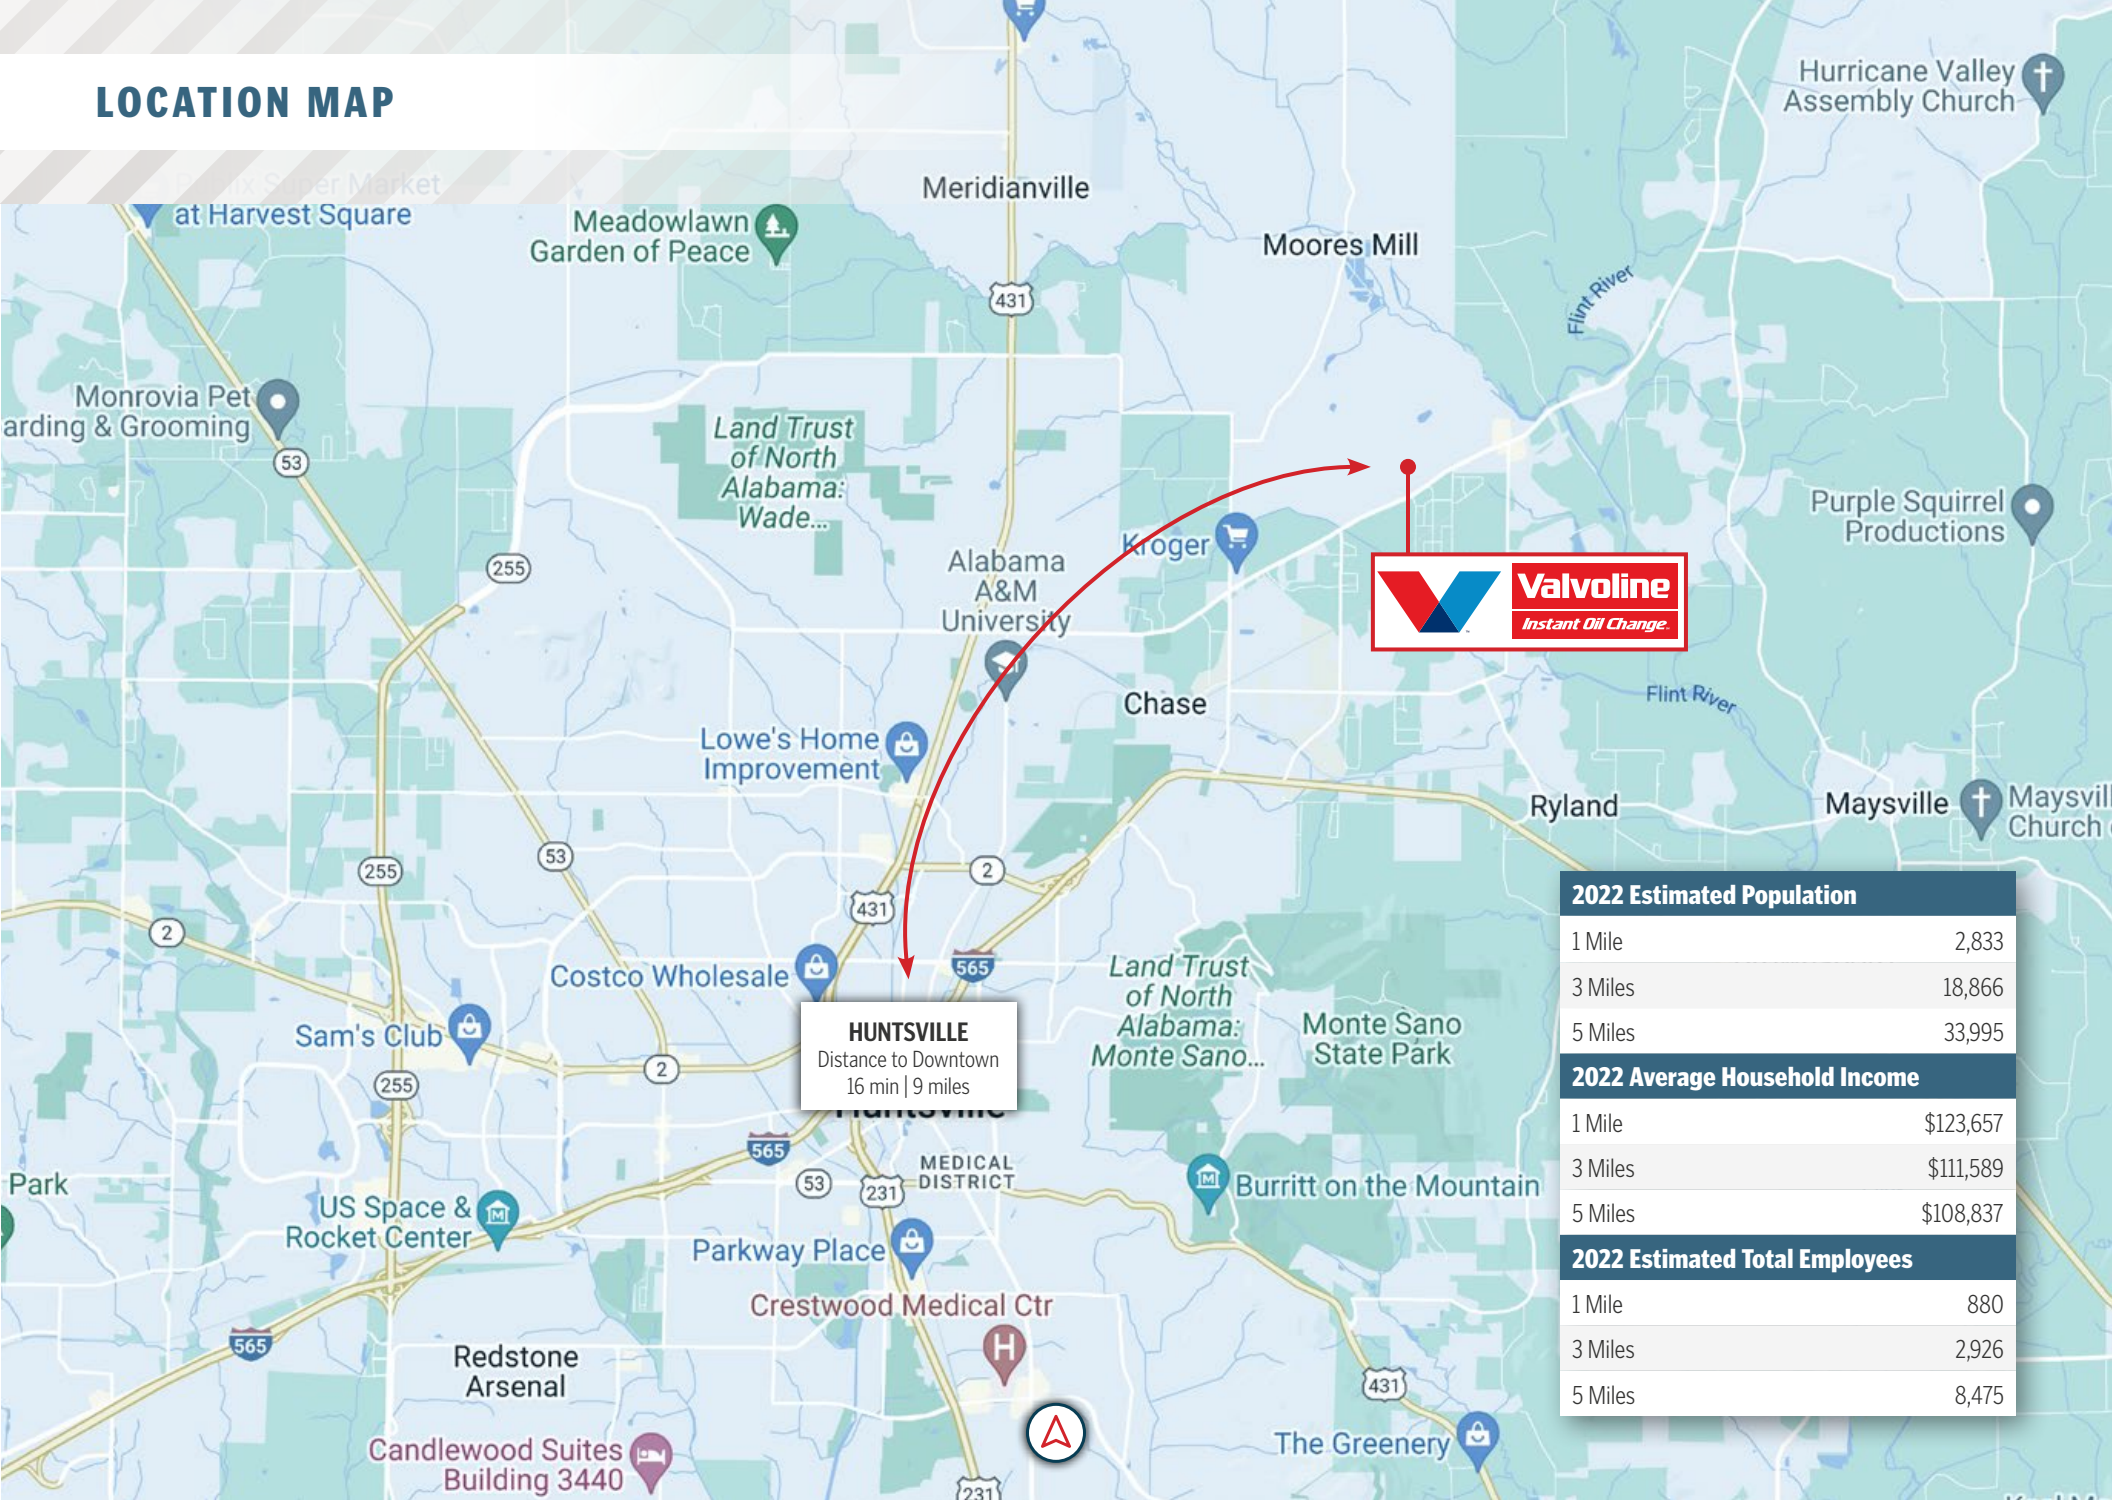 LOCATION MAP
Publix Super Market
at Harvest Square
Meadowlawn
Garden of Peace
Meridianville
Moores Mill
Hurricane Valley
Assembly Church
Flint River
431
Monrovia Pet
arding & Grooming
53
Land Trust
of North
Alabama:
Wade...
255
Alabama
A&M
University
Kroger
Valvoline
Instant Oil Change
Purple Squirrel
Productions
Flint River
Chase
Lowe's Home
Improvement
Ryland
Maysville
Maysvill
Church
255
53
2
431
2
Costco Wholesale
565
Land Trust
of North
Alabama:
Monte Sano...
Monte Sano
State Park
Sam's Club
255
2
HUNTSVILLE
Distance to Downtown
16 min | 9 miles
Huntsville
565
53
231
MEDICAL
DISTRICT
Burritt on the Mountain
Park
US Space &
Rocket Center
Parkway Place
Crestwood Medical Ctr
H
565
Redstone
Arsenal
431
Candlewood Suites
Building 3440
231
The Greenery
2022 Estimated Population
1 Mile 2,833
3 Miles 18,866
5 Miles 33,995
2022 Average Household Income
1 Mile $123,657
3 Miles $111,589
5 Miles $108,837
2022 Estimated Total Employees
1 Mile 880
3 Miles 2,926
5 Miles 8,475